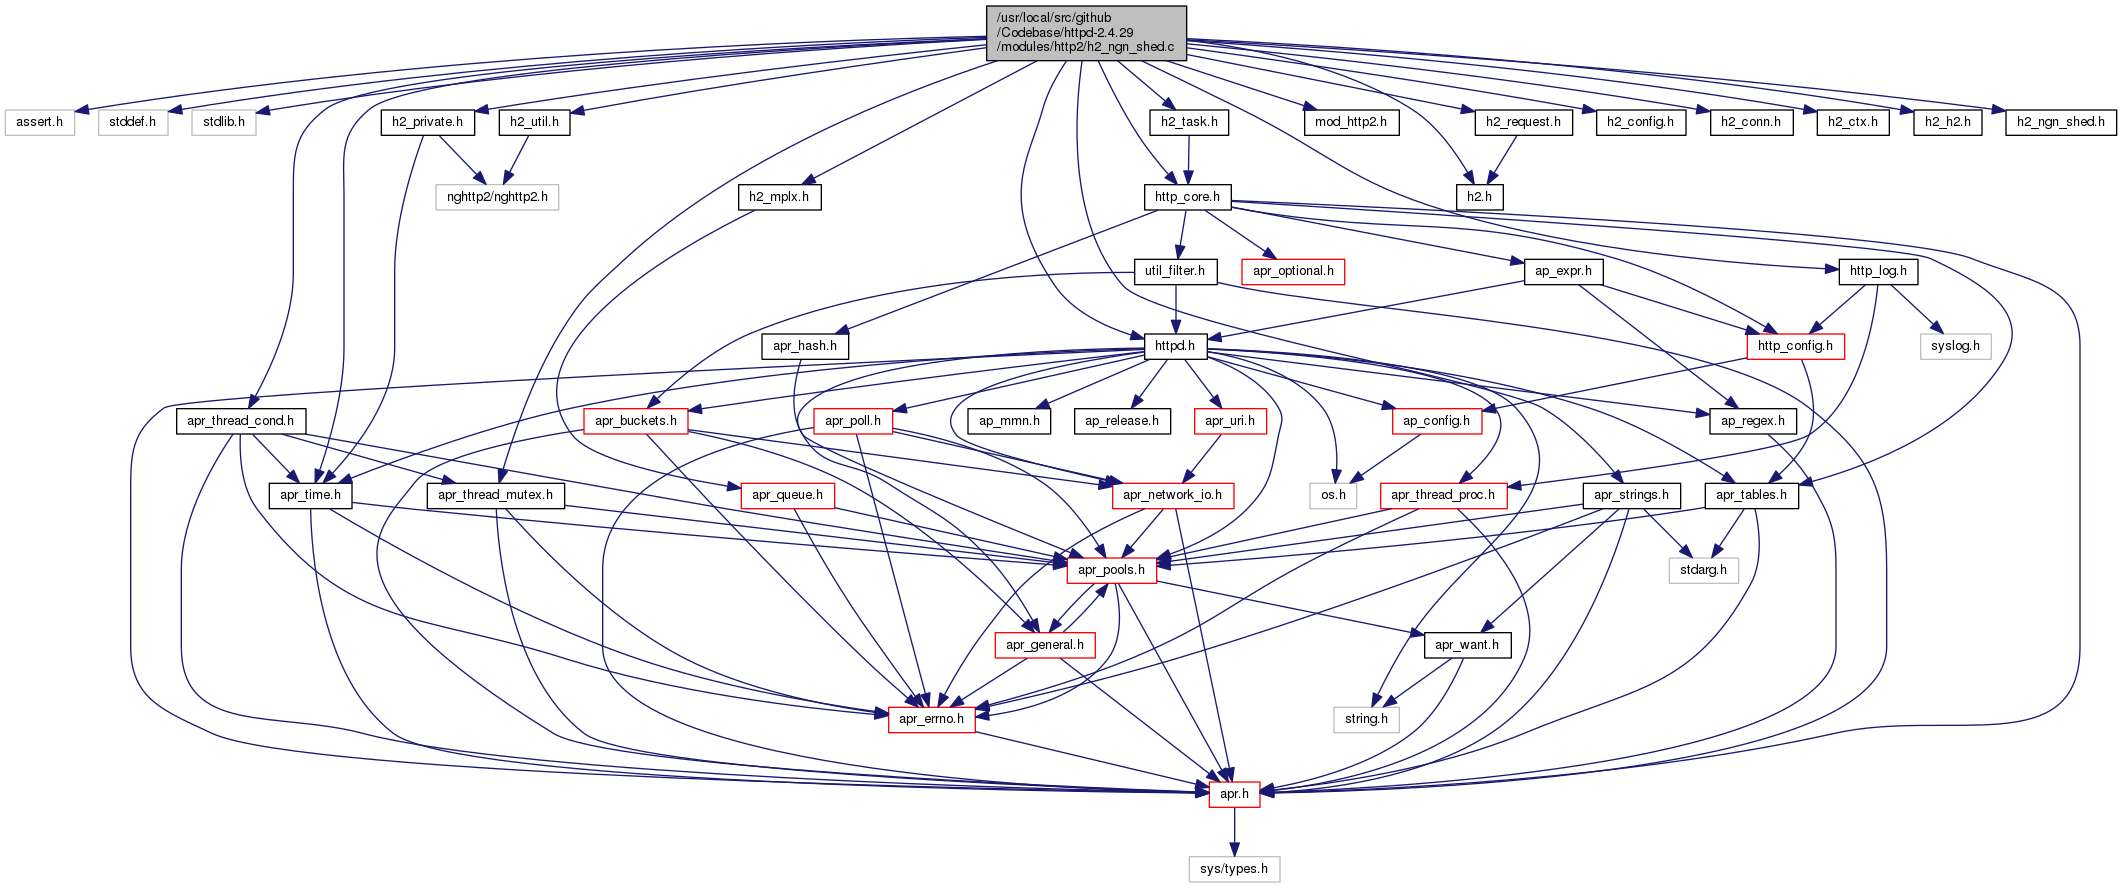 /usr/local/src/github
/Codebase/httpd-2.4.29
/modules/http2/h2_ngn_shed.c
assert.h
stddef.h
stdlib.h
h2_private.h
h2_util.h
h2_task.h
mod_http2.h
h2_request.h
h2_config.h
h2_conn.h
h2_ctx.h
h2_h2.h
h2_ngn_shed.h
nghttp2/nghttp2.h
h2_mplx.h
http_core.h
h2.h
util_filter.h
apr_optional.h
ap_expr.h
http_log.h
apr_hash.h
httpd.h
http_config.h
syslog.h
apr_thread_cond.h
apr_buckets.h
apr_poll.h
ap_mmn.h
ap_release.h
apr_uri.h
ap_config.h
ap_regex.h
apr_time.h
apr_thread_mutex.h
apr_queue.h
apr_network_io.h
os.h
apr_thread_proc.h
apr_strings.h
apr_tables.h
apr_pools.h
stdarg.h
apr_general.h
apr_want.h
apr_errno.h
string.h
apr.h
sys/types.h